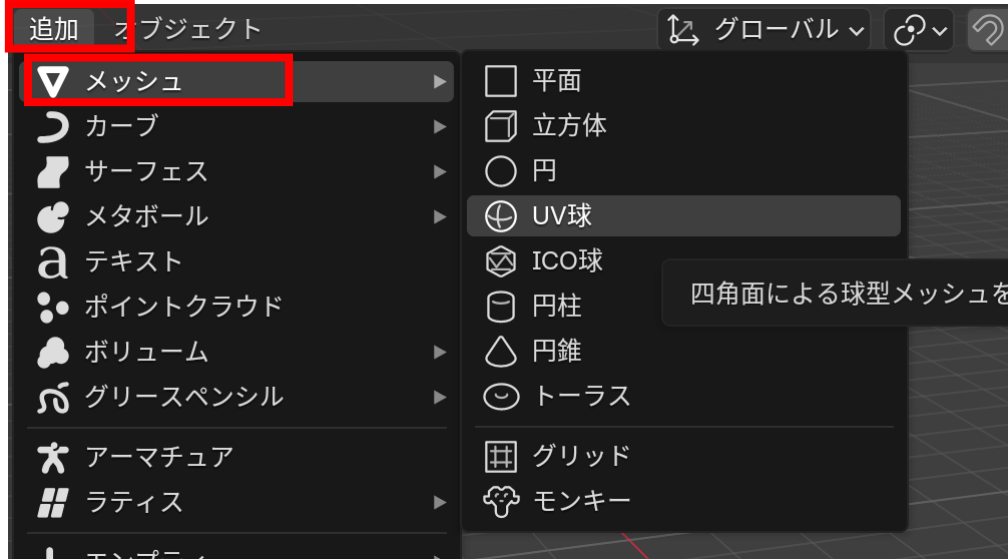 追加 オブジェクト グローバル
メッシュ
カーブ
サーフェス
メタボール
テキスト
ポイントクラウド
ボリューム
グリースペンシル
アーマチュア
ラティス
エンプティ
平面
立方体
円
UV球
ICO球
円柱
円錐
トーラス
グリッド
モンキー
四角面による球型メッシュを